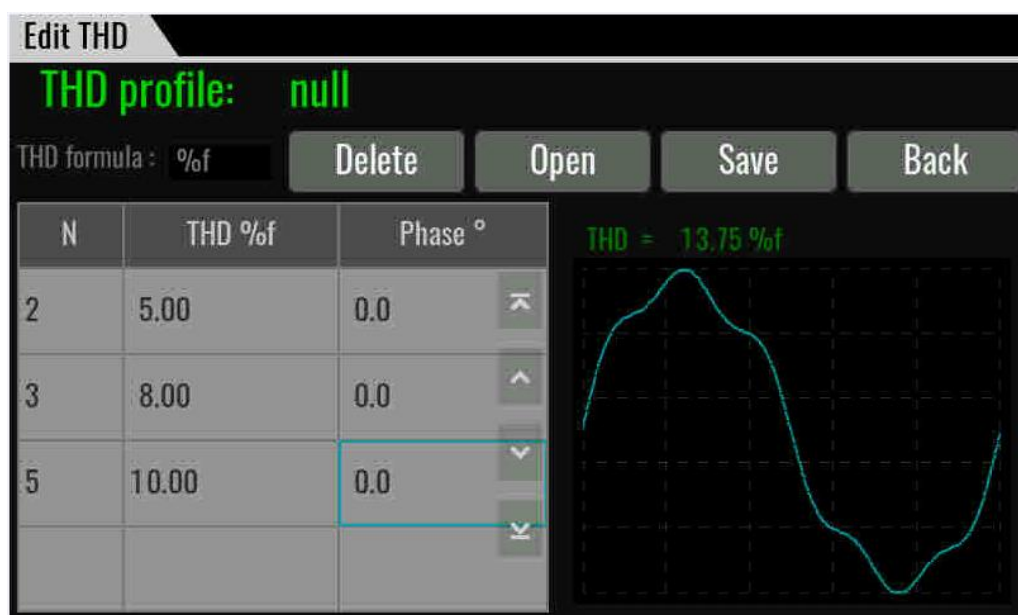 Edit THD
THD profile: null
THD formula : %f Delete Open Save Back
N THD %f Phase °
THD = 13.75 %f
2 5.00 0.0
3 8.00 0.0
5 10.00 0.0